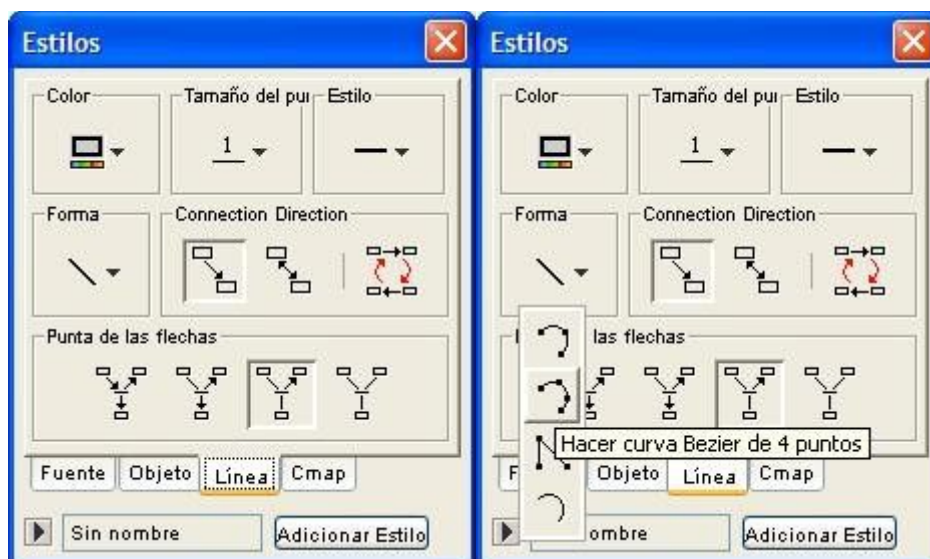 Estilos
Color
Tamaño del pur
Estilo
1
Forma
Connection Direction
Punta de las flechas
Fuente
Objeto
Línea
Cmap
Sin nombre
Adicionar Estilo
Estilos
Color
Tamaño del pur
Estilo
1
Forma
Connection Direction
las flechas
Hacer curva Bezier de 4 puntos
F
Objeto
Línea
Cmap
ombre
Adicionar Estilo